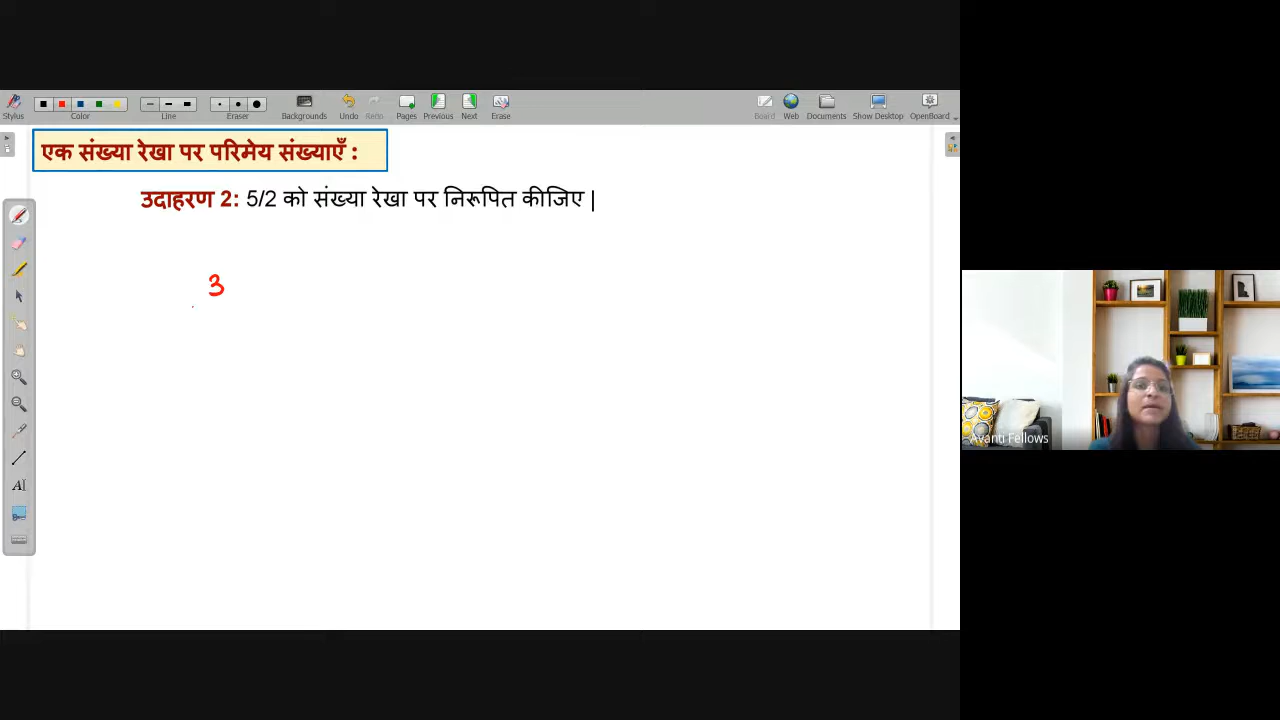 Stylus
Color
Line
Eraser
Backgrounds
Undo
Redo
Pages
Previous
Next
Erase
Board
Web
Documents
Show Desktop
OpenBoard
एक संख्या रेखा पर परिमेय संख्याएँ :
उदाहरण 2: 5/2 को संख्या रेखा पर निरूपित कीजिए |
3
Avanti Fellows